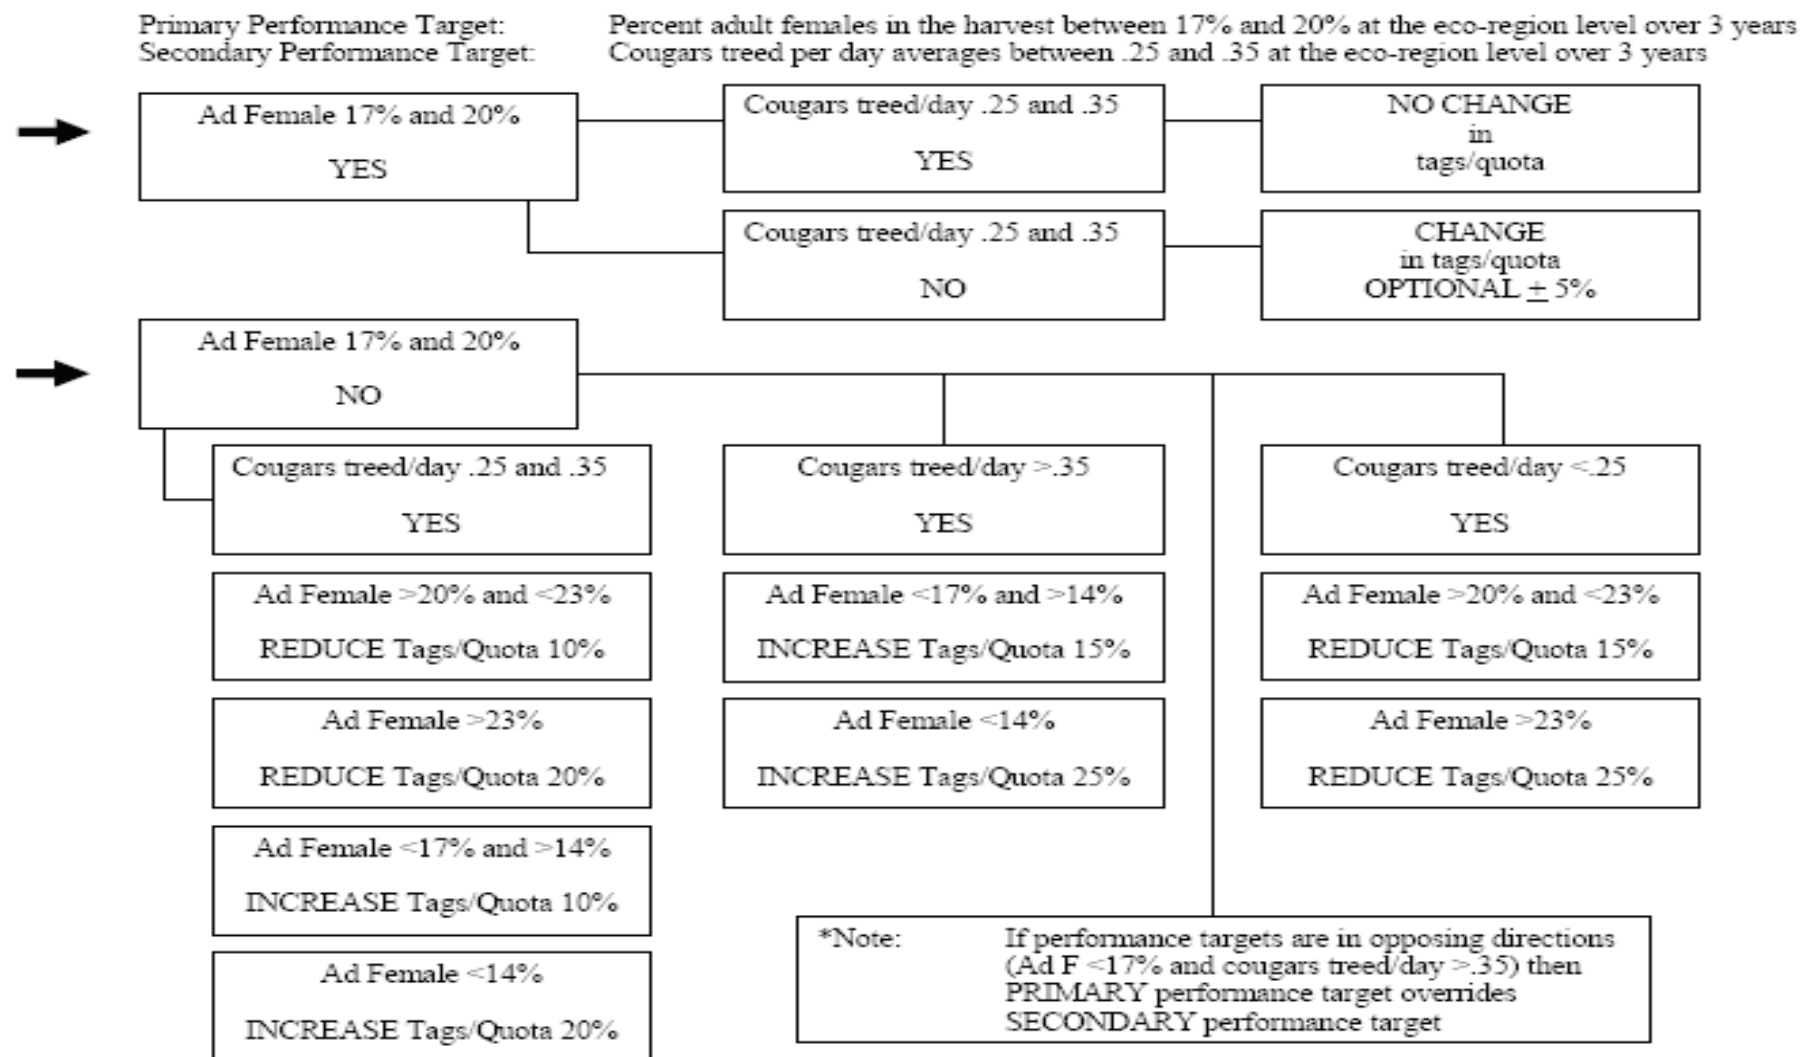 Primary Performance Target: Percent adult females in the harvest between 17% and 20% at the eco-region level over 3 years
Secondary Performance Target: Cougars treed per day averages between .25 and .35 at the eco-region level over 3 years
Ad Female 17% and 20%
YES
Cougars treed/day .25 and .35
YES
NO CHANGE
in
tags/quota
Cougars treed/day .25 and .35
NO
CHANGE
in tags/quota
OPTIONAL ± 5%
Ad Female 17% and 20%
NO
Cougars treed/day .25 and .35
YES
Ad Female >20% and <23%
REDUCE Tags/Quota 10%
Ad Female >23%
REDUCE Tags/Quota 20%
Ad Female <17% and >14%
INCREASE Tags/Quota 10%
Ad Female <14%
INCREASE Tags/Quota 20%
Cougars treed/day >.35
YES
Ad Female <17% and >14%
INCREASE Tags/Quota 15%
Ad Female <14%
INCREASE Tags/Quota 25%
Cougars treed/day <.25
YES
Ad Female >20% and <23%
REDUCE Tags/Quota 15%
Ad Female >23%
REDUCE Tags/Quota 25%
*Note: If performance targets are in opposing directions
(Ad F <17% and cougars treed/day >.35) then
PRIMARY performance target overrides
SECONDARY performance target